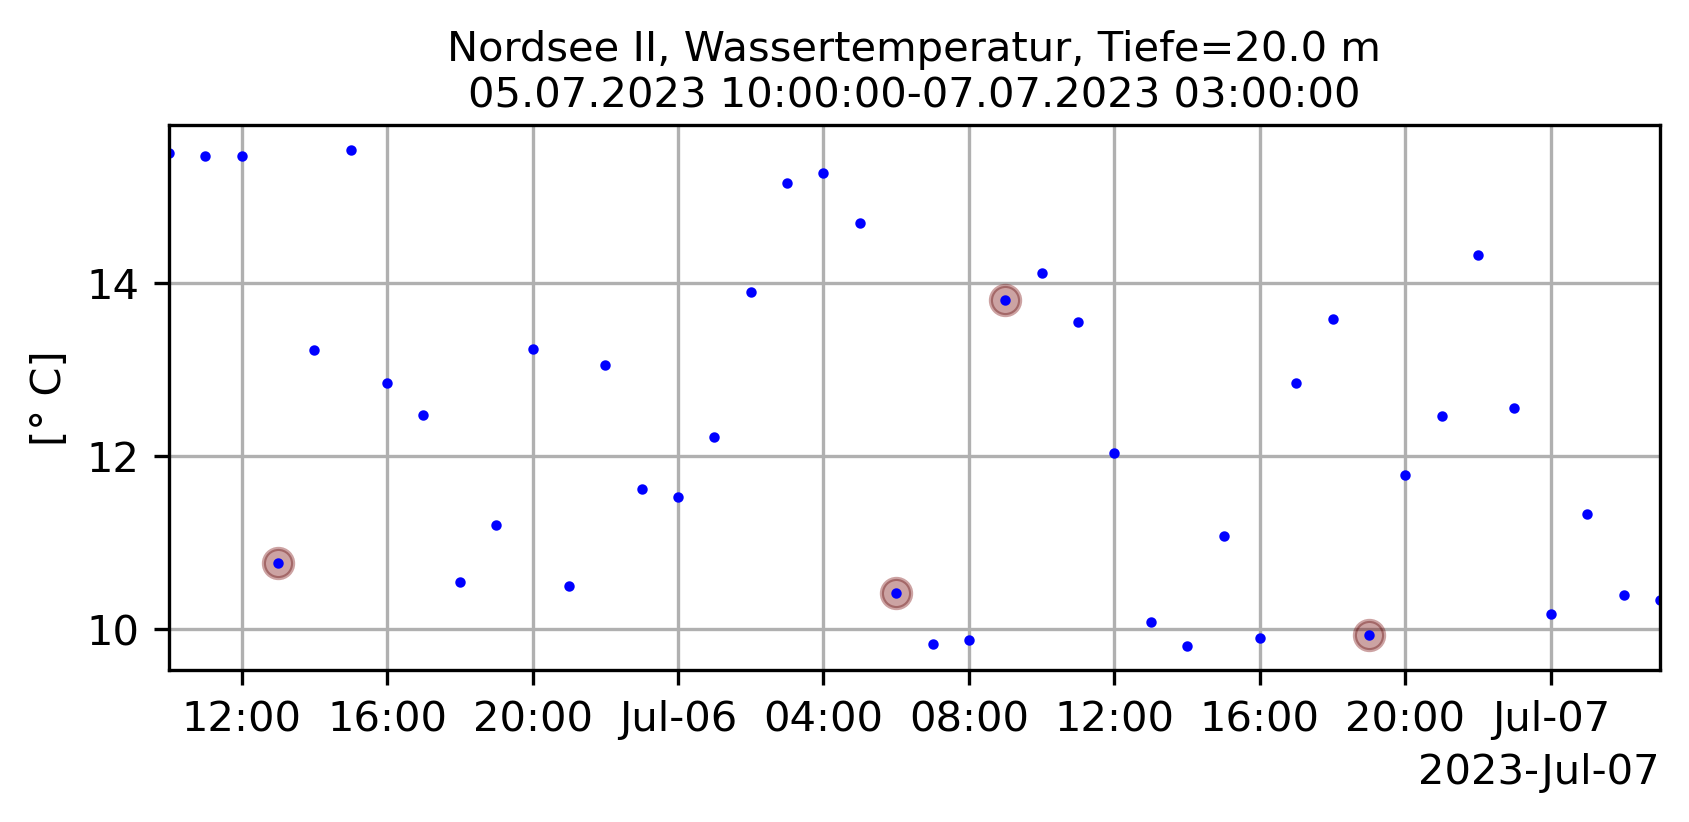 Nordsee II, Wassertemperatur, Tiefe=20.0 m
05.07.2023 10:00:00-07.07.2023 03:00:00
[° C]
14
12
10
12:00 16:00 20:00 Jul-06 04:00 08:00 12:00 16:00 20:00 Jul-07
2023-Jul-07